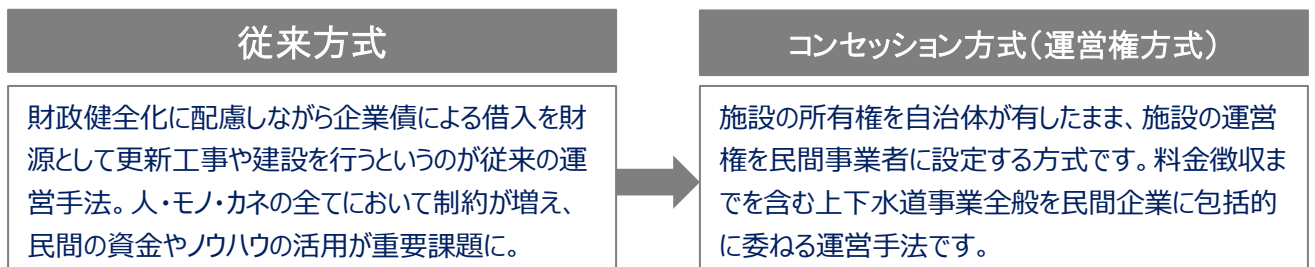 従来方式
財政健全化に配慮しながら企業債による借入を財
源として更新工事や建設を行うというのが従来の運
営手法。人・モノ・カネの全てにおいて制約が増え、
民間の資金やノウハウの活用が重要課題に。
コンセッション方式（運営権方式）
施設の所有権を自治体が有したまま、施設の運営
権を民間事業者に設定する方式です。料金徴収ま
でを含む上下水道事業全般を民間企業に包括的
に委ねる運営手法です。